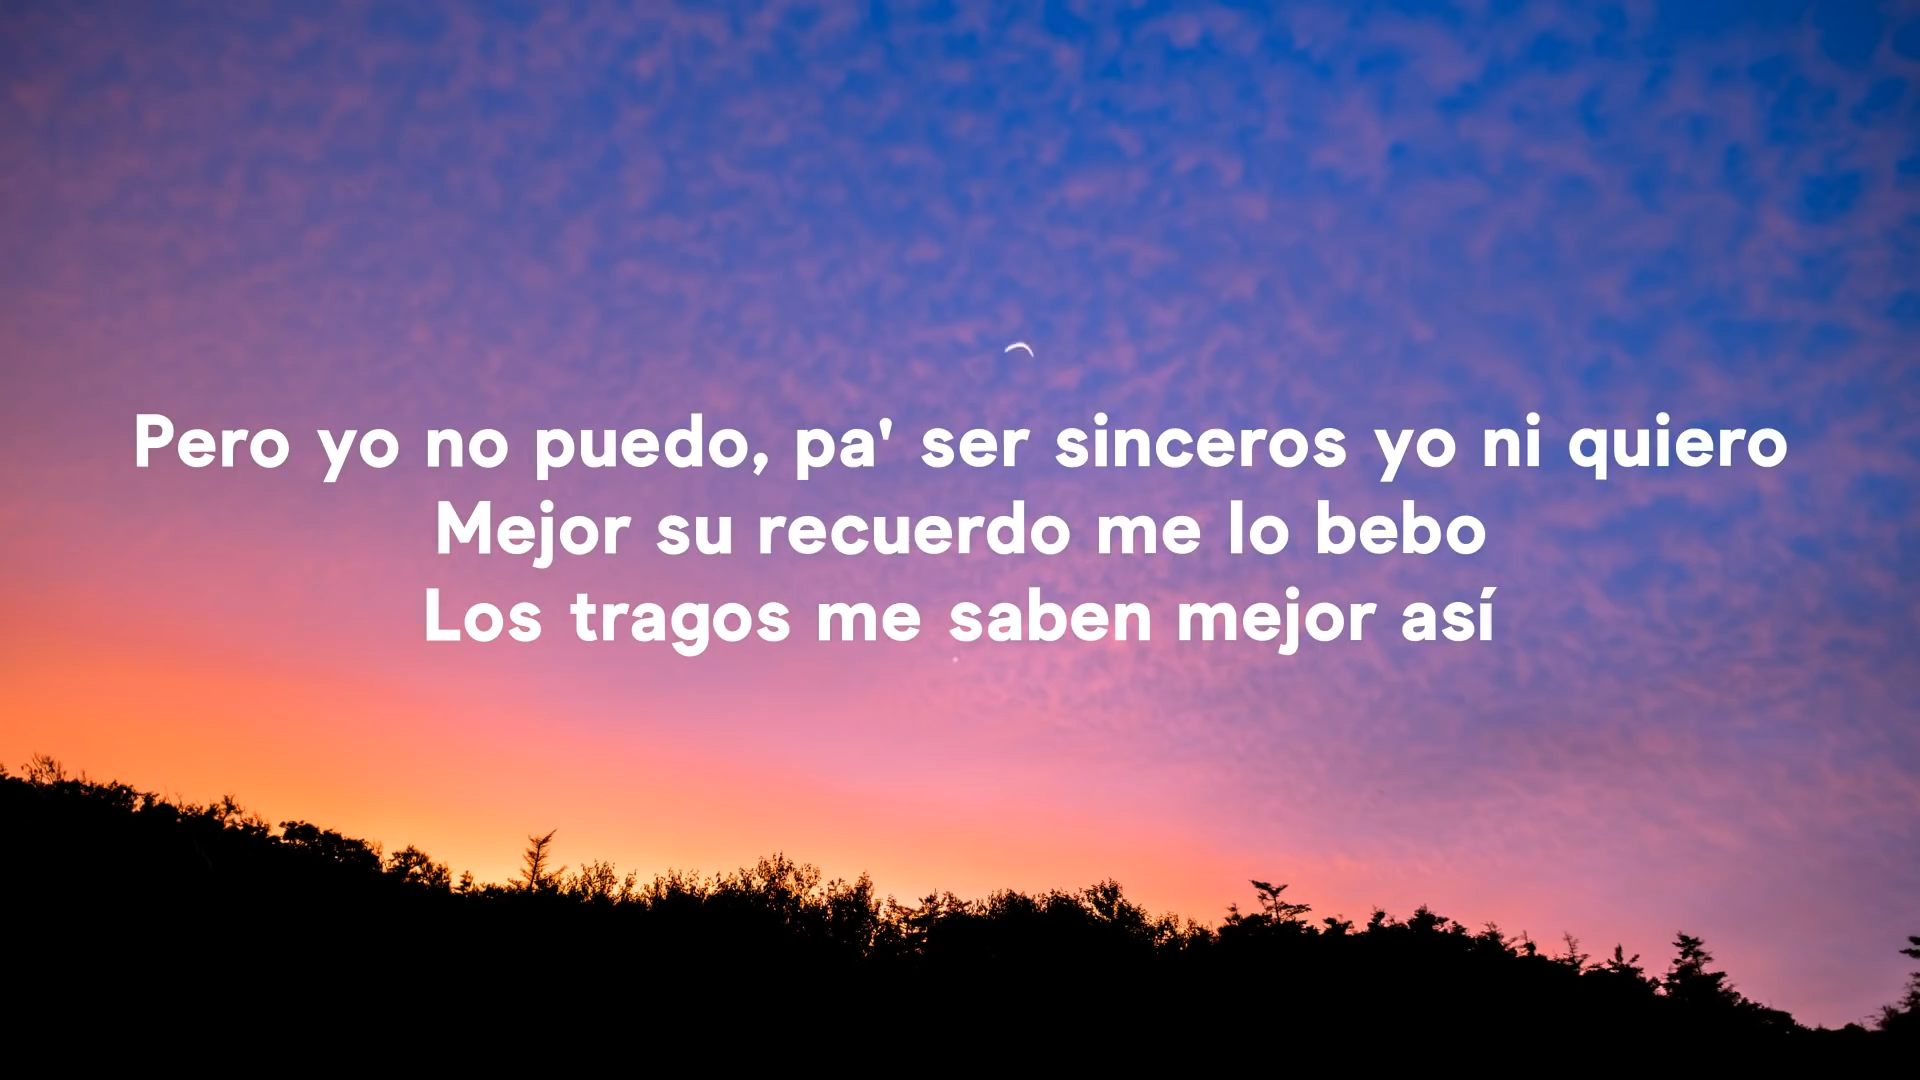 Pero yo no puedo, pa' ser sinceros yo ni quiero
Mejor su recuerdo me lo bebo
Los tragos me saben mejor así